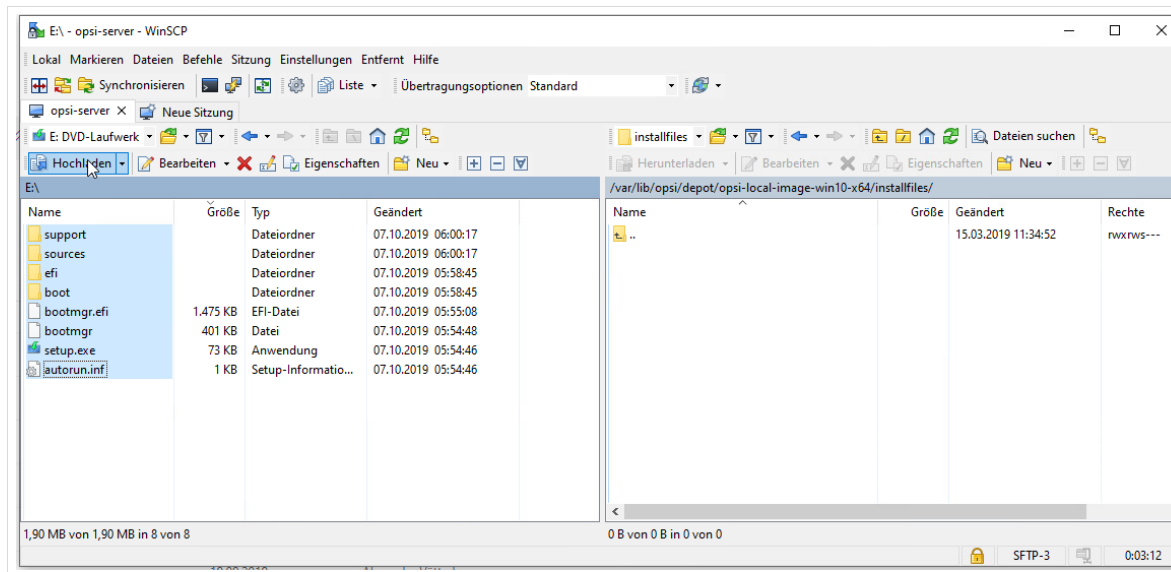 E:\ - opsi-server - WinSCP
Lokal Markieren Dateien Befehle Sitzung Einstellungen Entfernt Hilfe
Synchronisieren Liste Übertragungsoptionen Standard
opsi-server X Neue Sitzung
E: DVD-Laufwerk installfiles Dateien suchen
Hochladen Bearbeiten Eigenschaften Neu Herunterladen Bearbeiten Eigenschaften Neu
E:\ /var/lib/opsi/depot/opsi-local-image-win10-x64/installfiles/
Name Größe Typ Geändert Name Größe Geändert Rechte
support Dateiordner 07.10.2019 06:00:17 .. 15.03.2019 11:34:52 rwxrws---
sources Dateiordner 07.10.2019 06:00:17
efi Dateiordner 07.10.2019 05:58:45
boot Dateiordner 07.10.2019 05:58:45
bootmgr.efi 1.475 KB EFI-Datei 07.10.2019 05:55:08
bootmgr 401 KB Datei 07.10.2019 05:54:48
setup.exe 73 KB Anwendung 07.10.2019 05:54:46
autorun.inf 1 KB Setup-Informatio... 07.10.2019 05:54:46
1,90 MB von 1,90 MB in 8 von 8 0 B von 0 B in 0 von 0
SFTP-3 0:03:12